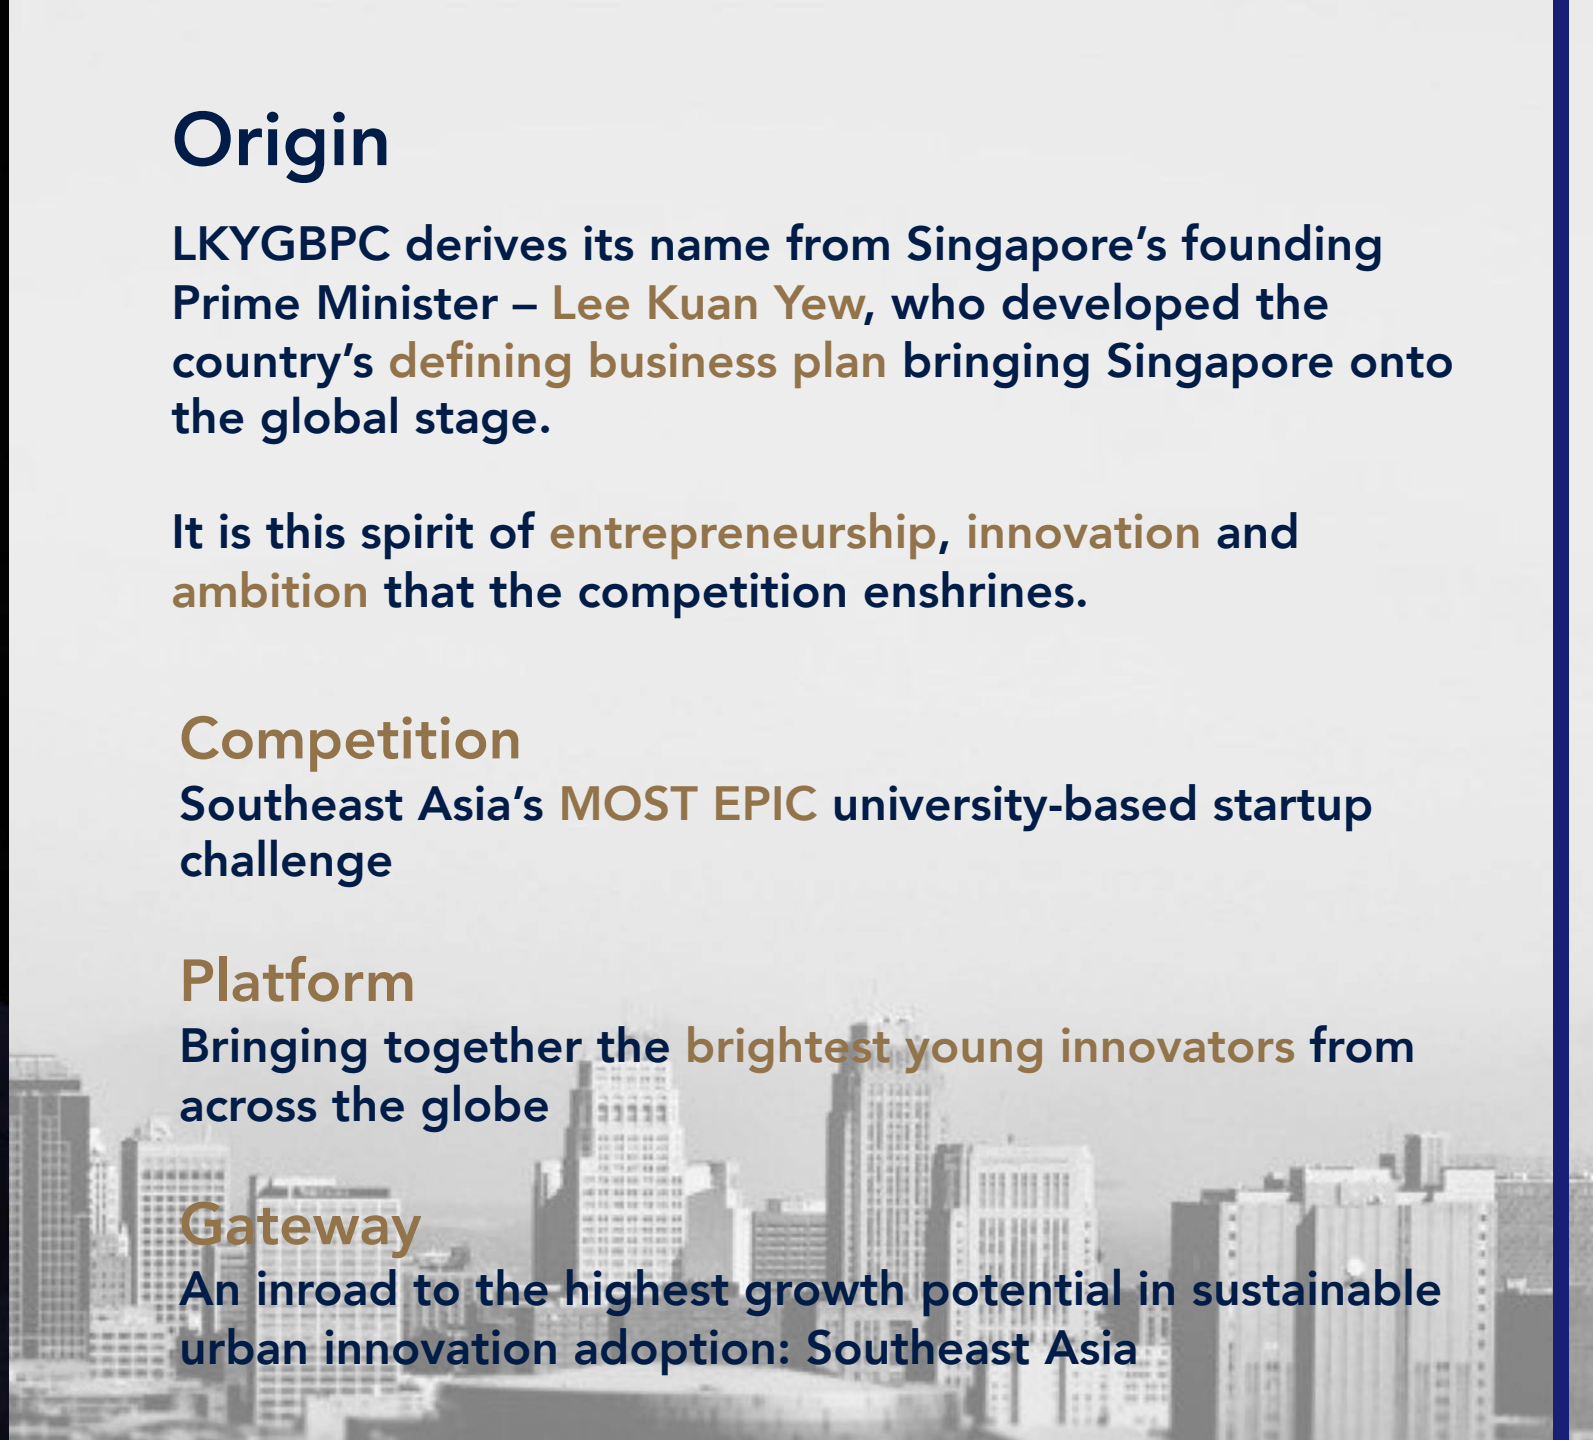 Origin
LKYGBPC derives its name from Singapore’s founding
Prime Minister – Lee Kuan Yew, who developed the
country’s defining business plan bringing Singapore onto
the global stage.
It is this spirit of entrepreneurship, innovation and
ambition that the competition enshrines.
Competition
Southeast Asia’s MOST EPIC university-based startup
challenge
Platform
Bringing together the brightest young innovators from
across the globe
Gateway
An inroad to the highest growth potential in sustainable
urban innovation adoption: Southeast Asia